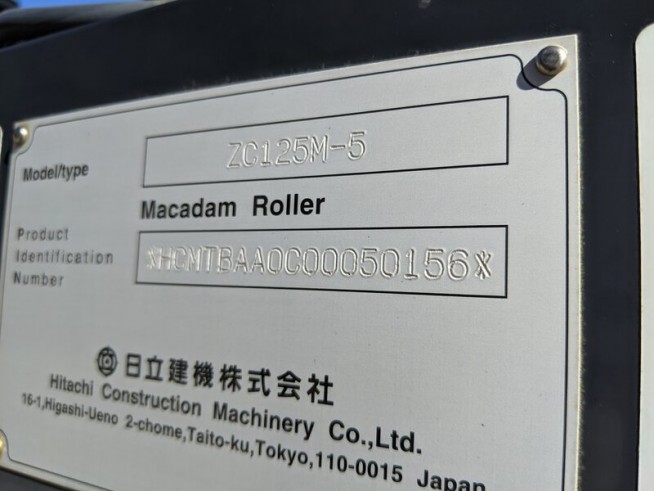 Model/type
ZC125M-5
Macadam Roller
Product
Identification
Number
*HCMTBAA0C00050156*
日立建機株式会社
Hitachi Construction Machinery Co.,Ltd.
16-1,Higashi-Ueno 2-chome,Taito-ku,Tokyo,110-0015 Japan